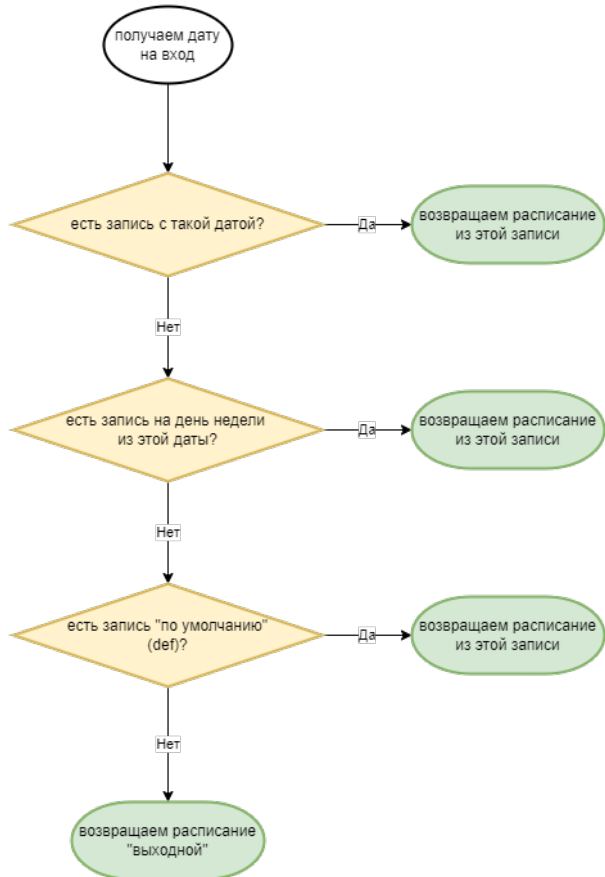 получаем дату
на вход
есть запись с такой датой?
Да
возвращаем расписание
из этой записи
Нет
есть запись на день недели
из этой даты?
Да
возвращаем расписание
из этой записи
Нет
есть запись "по умолчанию"
(def)?
Да
возвращаем расписание
из этой записи
Нет
возвращаем расписание
"выходной"